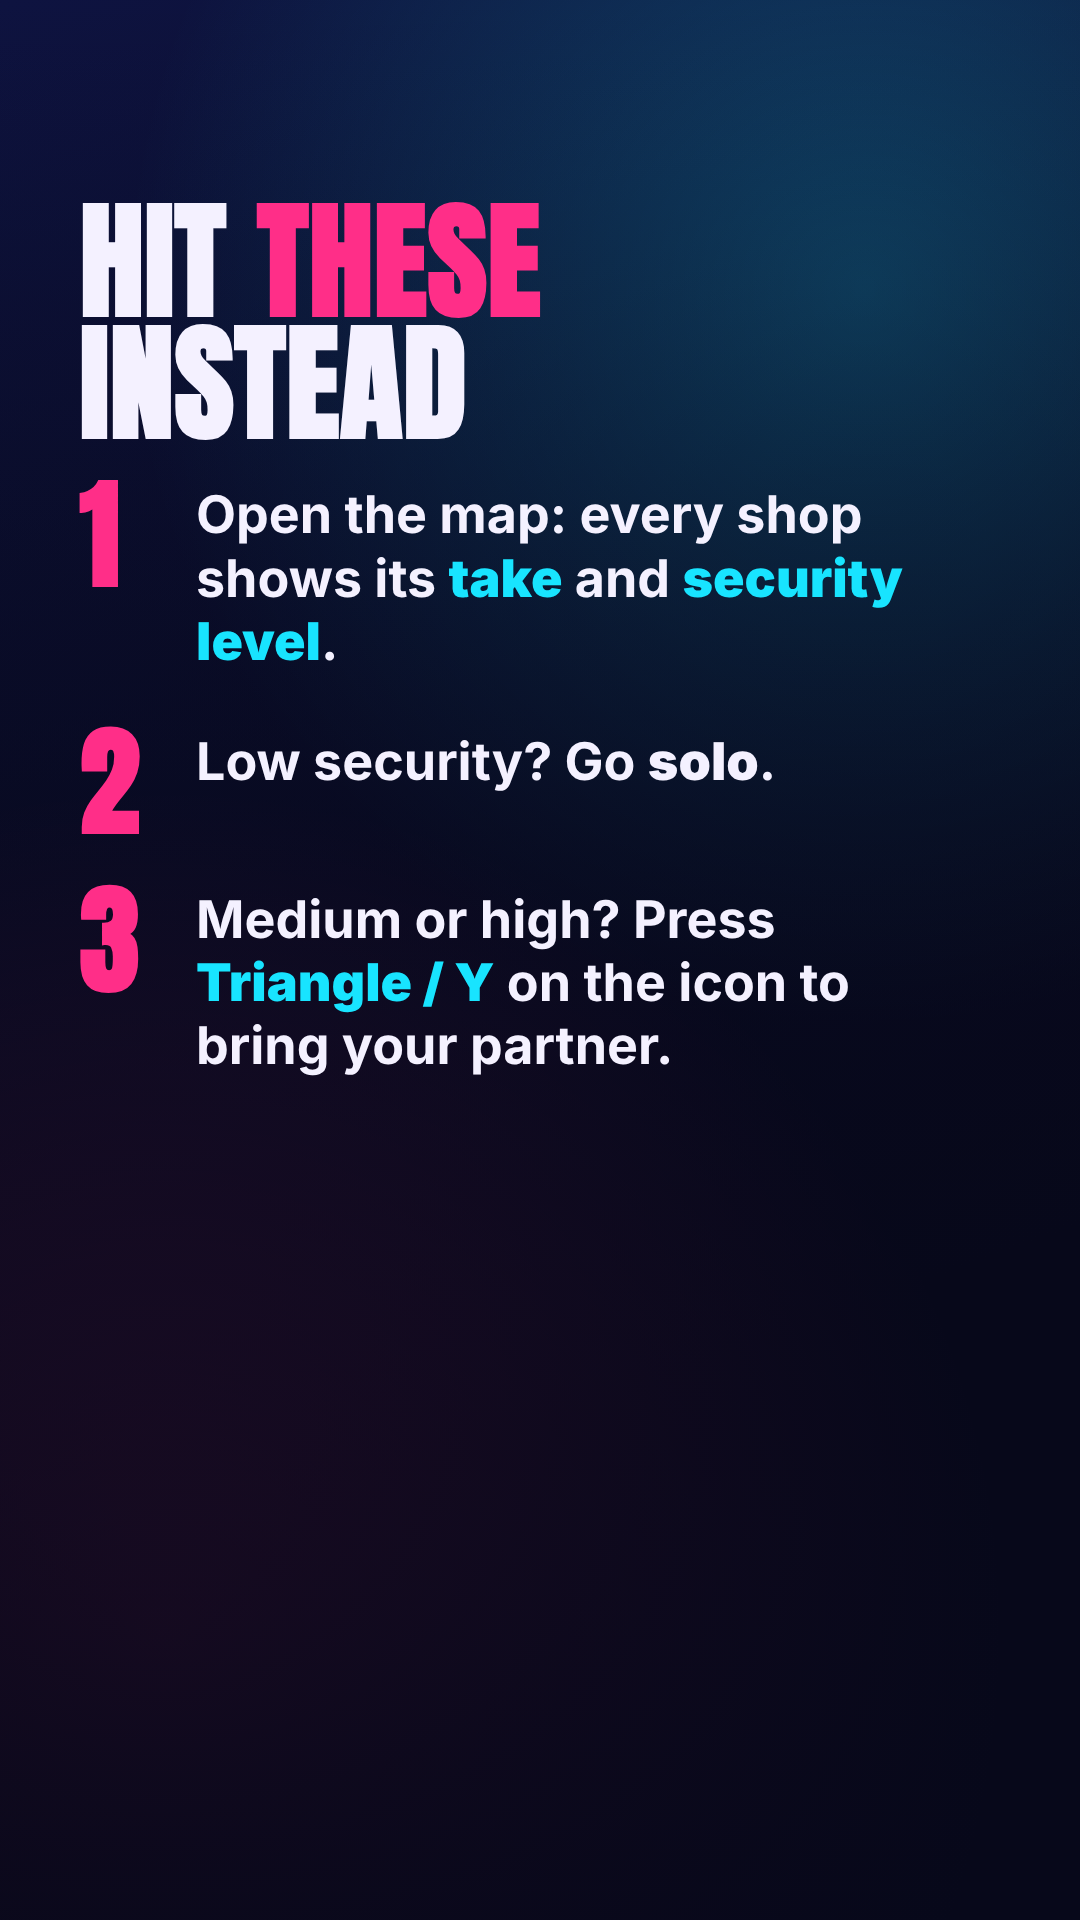 HIT THESE
INSTEAD
1 Open the map: every shop
shows its take and security
level.
2 Low security? Go solo.
3 Medium or high? Press
Triangle / Y on the icon to
bring your partner.